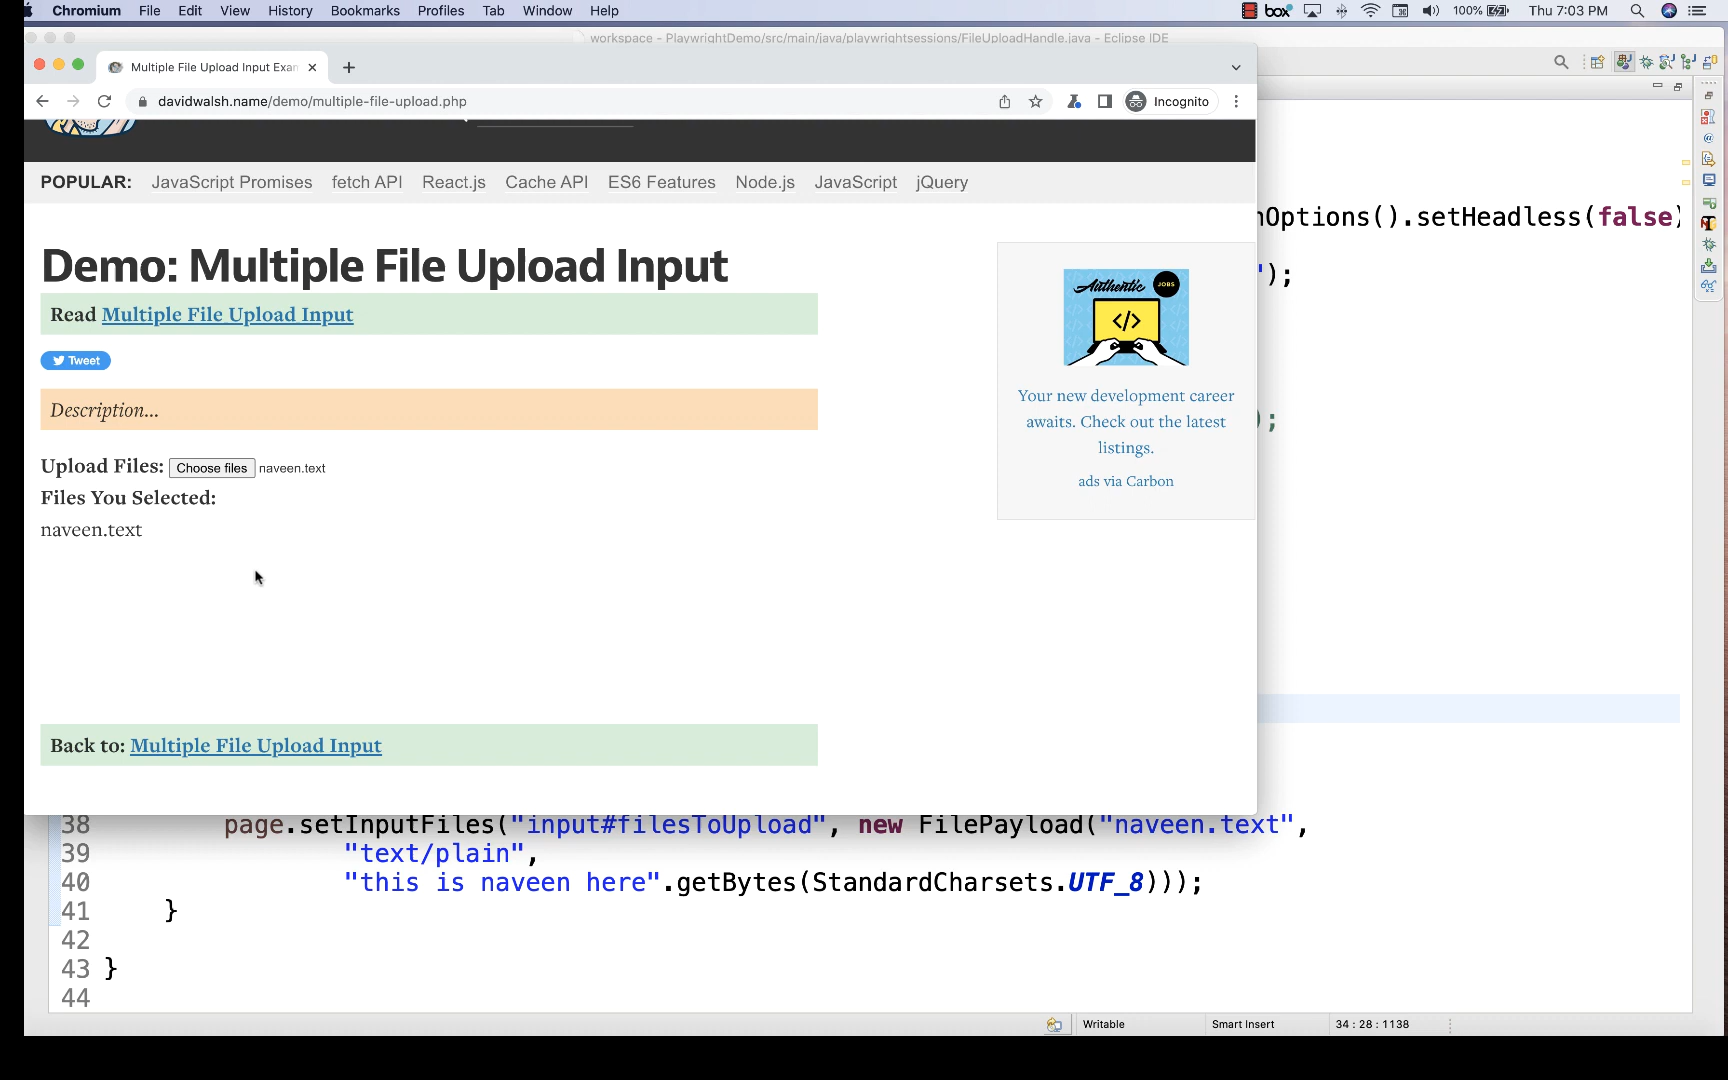 Chromium File Edit View History Bookmarks Profiles Tab Window Help box 100% Thu 7:03 PM
workspace - PlaywrightDemo/src/main/java/playwrightsessions/FileUploadHandle.java - Eclipse IDE
Multiple File Upload Input Exan
davidwalsh.name/demo/multiple-file-upload.php Incognito
POPULAR: JavaScript Promises fetch API React.js Cache API ES6 Features Node.js JavaScript jQuery
nOptions().setHeadless(false)
");
Demo: Multiple File Upload Input
Authentic JOBS
</>
Read Multiple File Upload Input
Tweet
Your new development career
awaits. Check out the latest
listings.
ads via Carbon
);
Description...
Upload Files: Choose files naveen.text
Files You Selected:
naveen.text
Back to: Multiple File Upload Input
38 page.setInputFiles("input#filesToUpload", new FilePayload("naveen.text",
39 "text/plain",
40 "this is naveen here".getBytes(StandardCharsets.UTF_8)));
41 }
42
43 }
44
Writable Smart Insert 34 : 28 : 1138